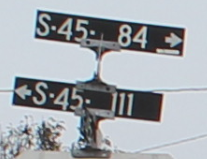 S-45- 84 →
←S-45- 111